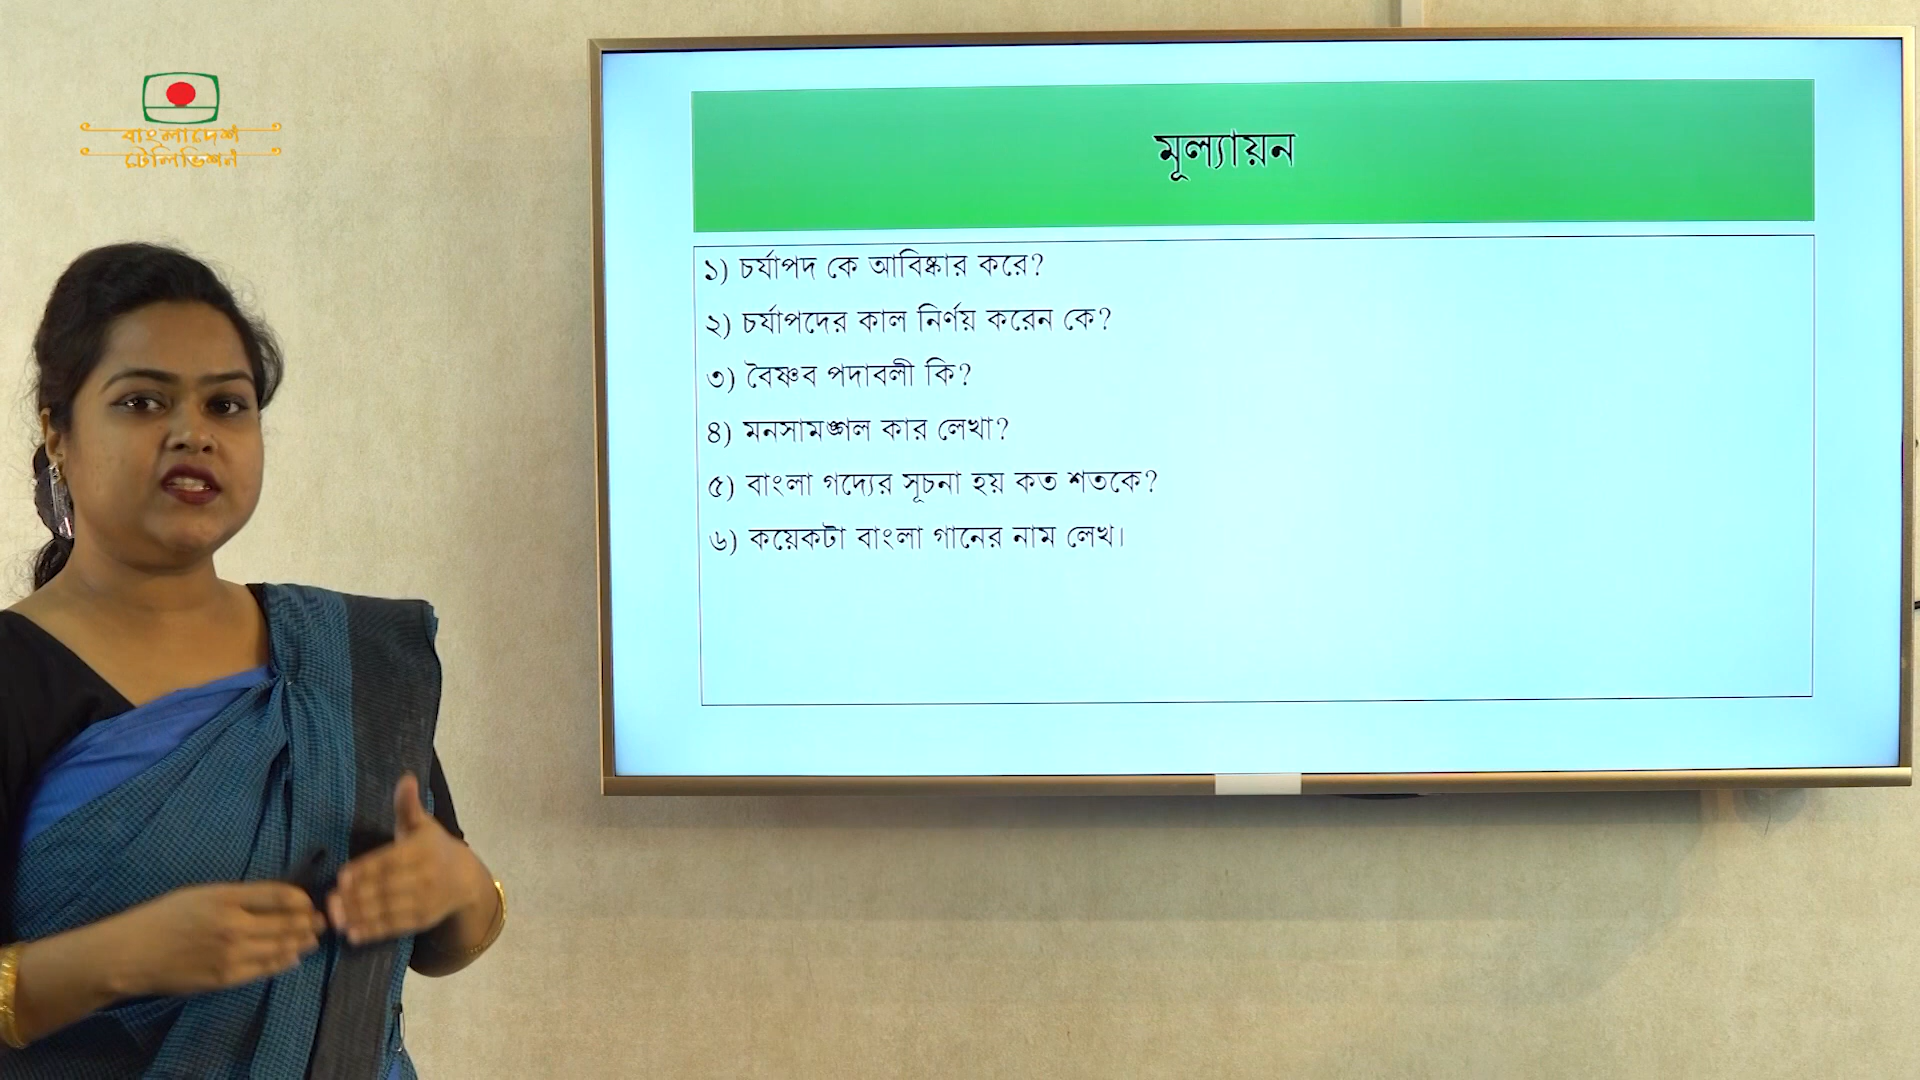 বাংলাদেশ
টেলিভিশন
মূল্যায়ন
১) চর্যাপদ কে আবিষ্কার করে?
২) চর্যাপদের কাল নির্ণয় করেন কে?
৩) বৈষ্ণব পদাবলী কি?
৪) মনসামঙ্গল কার লেখা?
৫) বাংলা গদ্যের সূচনা হয় কত শতকে?
৬) কয়েকটা বাংলা গানের নাম লেখ।